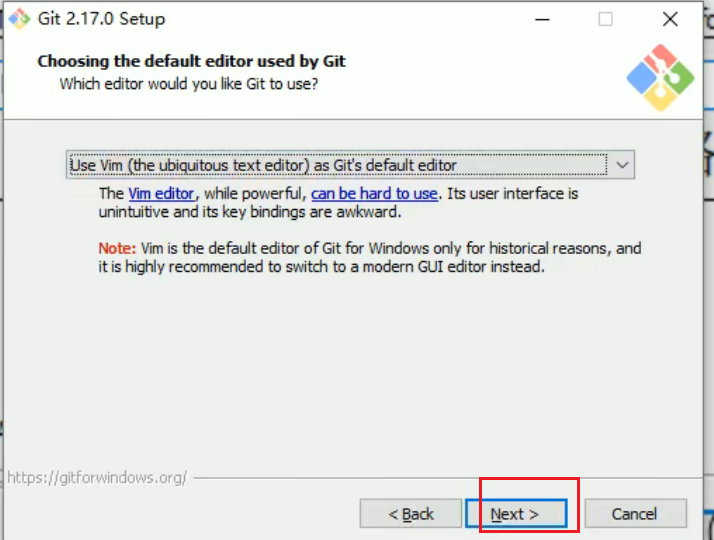 Git 2.17.0 Setup
Choosing the default editor used by Git
Which editor would you like Git to use?
Use Vim (the ubiquitous text editor) as Git's default editor
The Vim editor, while powerful, can be hard to use. Its user interface is
unintuitive and its key bindings are awkward.
Note: Vim is the default editor of Git for Windows only for historical reasons, and
it is highly recommended to switch to a modern GUI editor instead.
https://gitforwindows.org/
< Back
Next >
Cancel